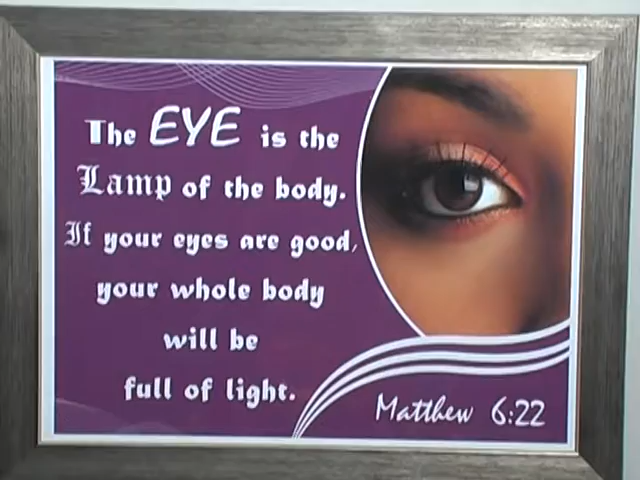 The EYE is the
Lamp of the body.
If your eyes are good,
your whole body
will be
full of light.
Matthew 6:22